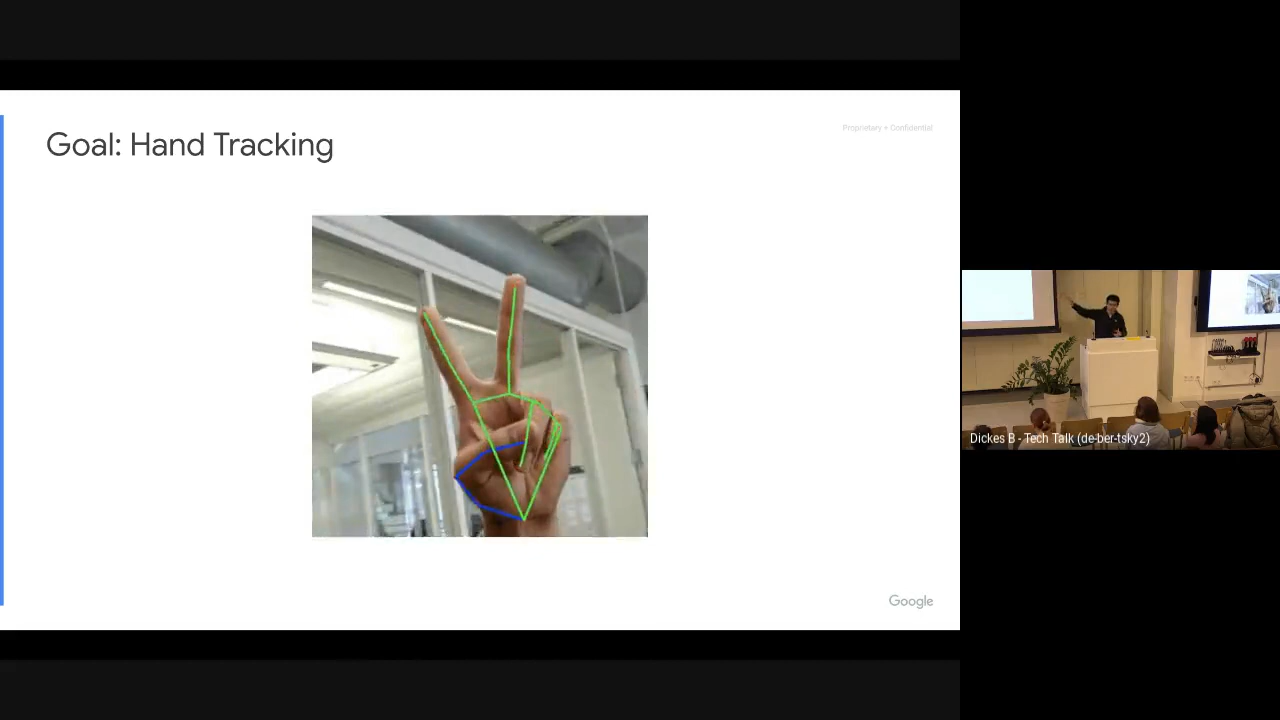 Goal: Hand Tracking
Proprietary + Confidential
Google
Dickes B - Tech Talk (de-ber-tsky2)